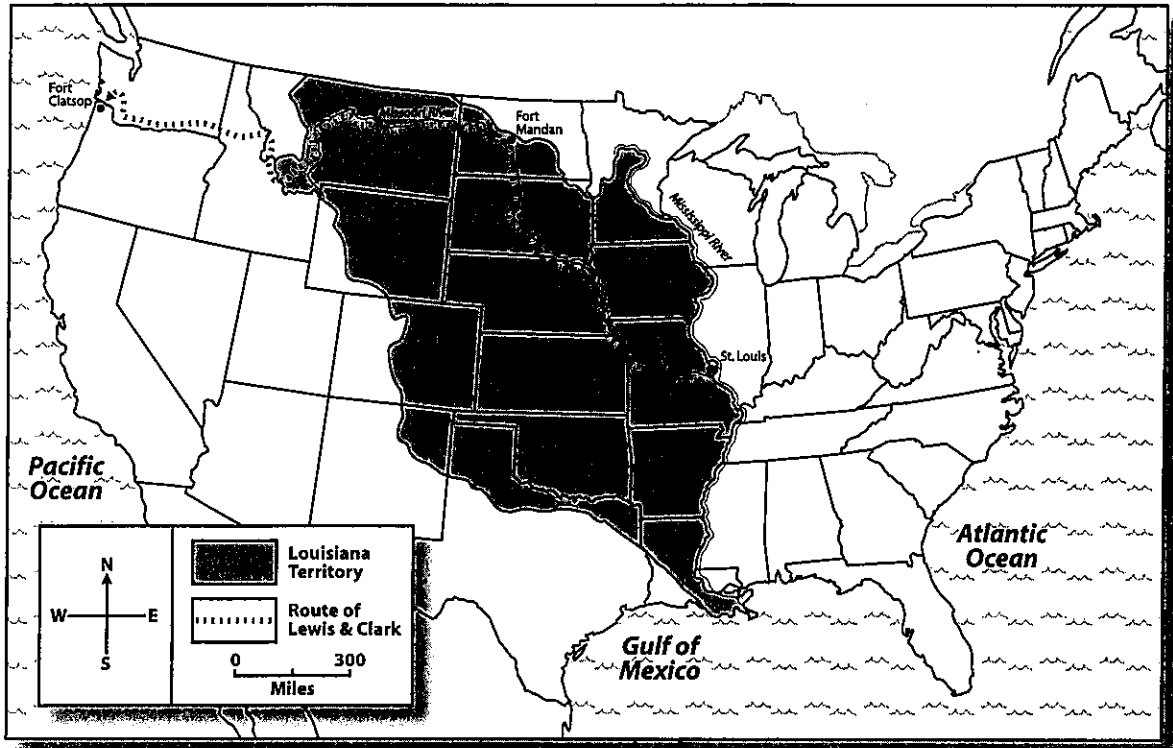 Fort
Clatsop
Missouri River
Fort
Mandan
Mississippi River
St. Louis
Pacific
Ocean
Atlantic
Ocean
Gulf of
Mexico
N
W
E
S
Louisiana
Territory
Route of
Lewis & Clark
0
300
Miles